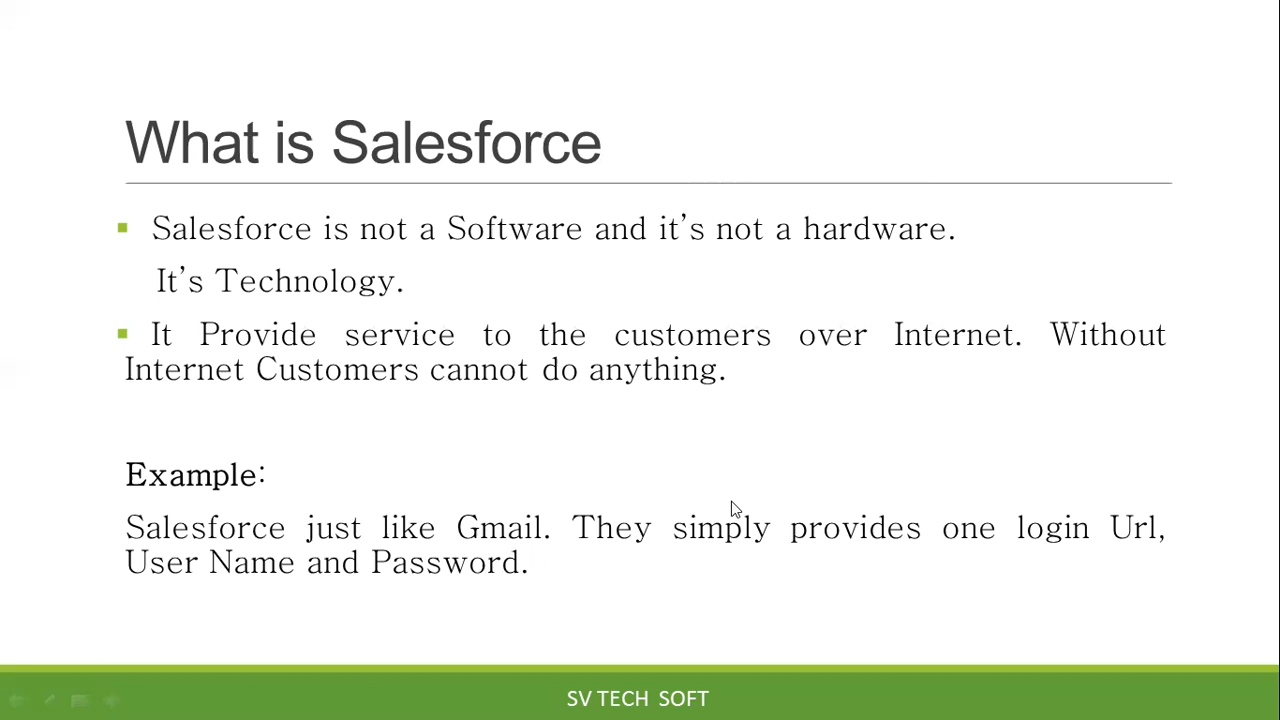 What is Salesforce
▪ Salesforce is not a Software and it’s not a hardware.
It’s Technology.
▪ It Provide service to the customers over Internet. Without
Internet Customers cannot do anything.
Example:
Salesforce just like Gmail. They simply provides one login Url,
User Name and Password.
SV TECH SOFT